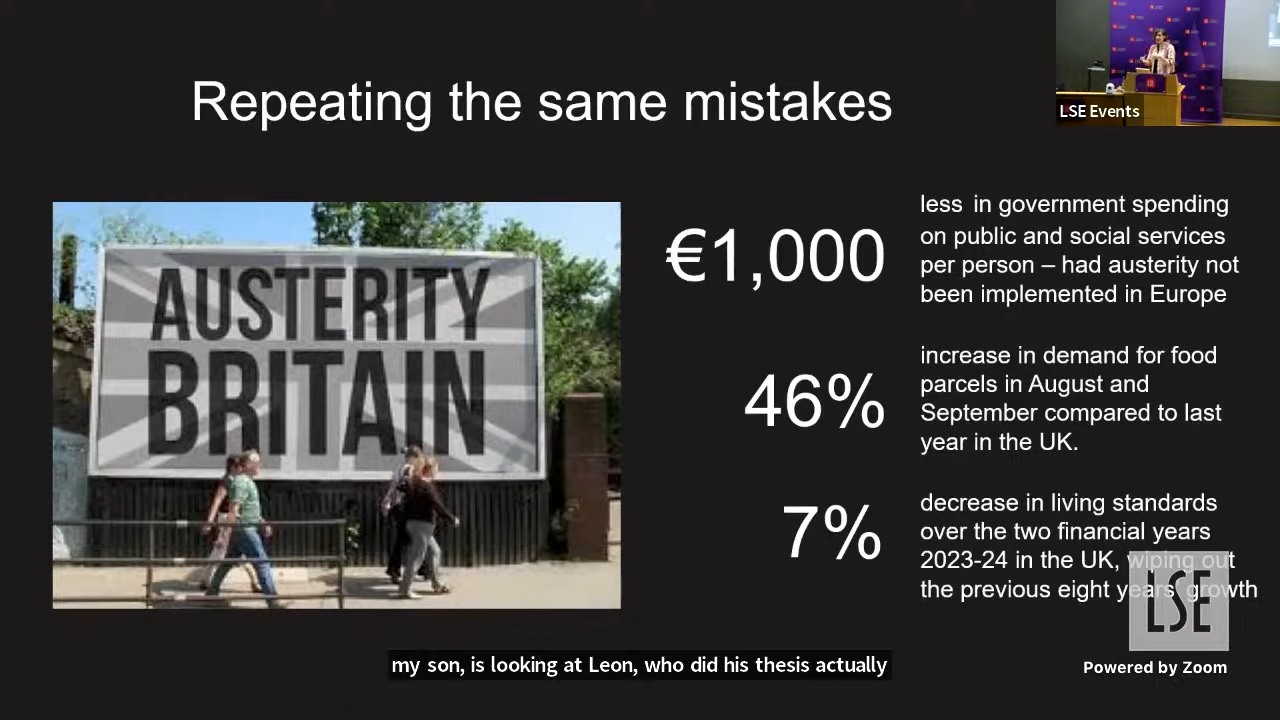 Repeating the same mistakes
LSE Events
AUSTERITY
BRITAIN
€1,000
less in government spending
on public and social services
per person – had austerity not
been implemented in Europe
46%
increase in demand for food
parcels in August and
September compared to last
year in the UK.
7%
decrease in living standards
over the two financial years
2023-24 in the UK, wiping out
the previous eight years' growth
LSE
my son, is looking at Leon, who did his thesis actually
Powered by Zoom